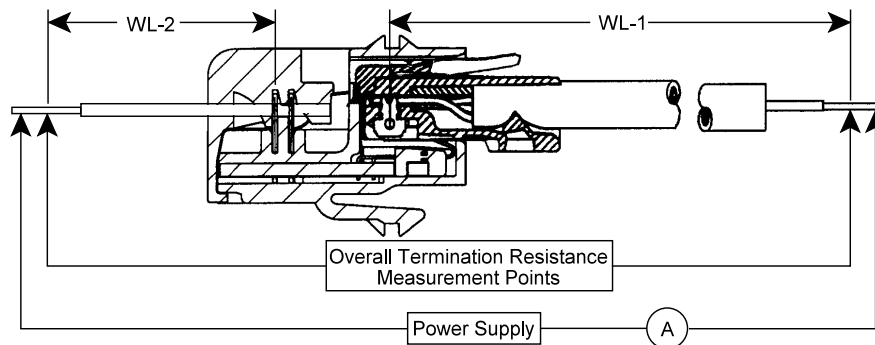 WL-2
WL-1
Overall Termination Resistance
Measurement Points
Power Supply
A